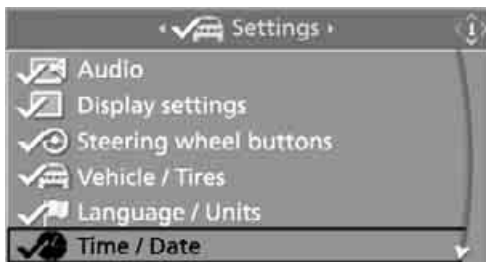 Settings
Audio
Display settings
Steering wheel buttons
Vehicle / Tires
Language / Units
Time / Date